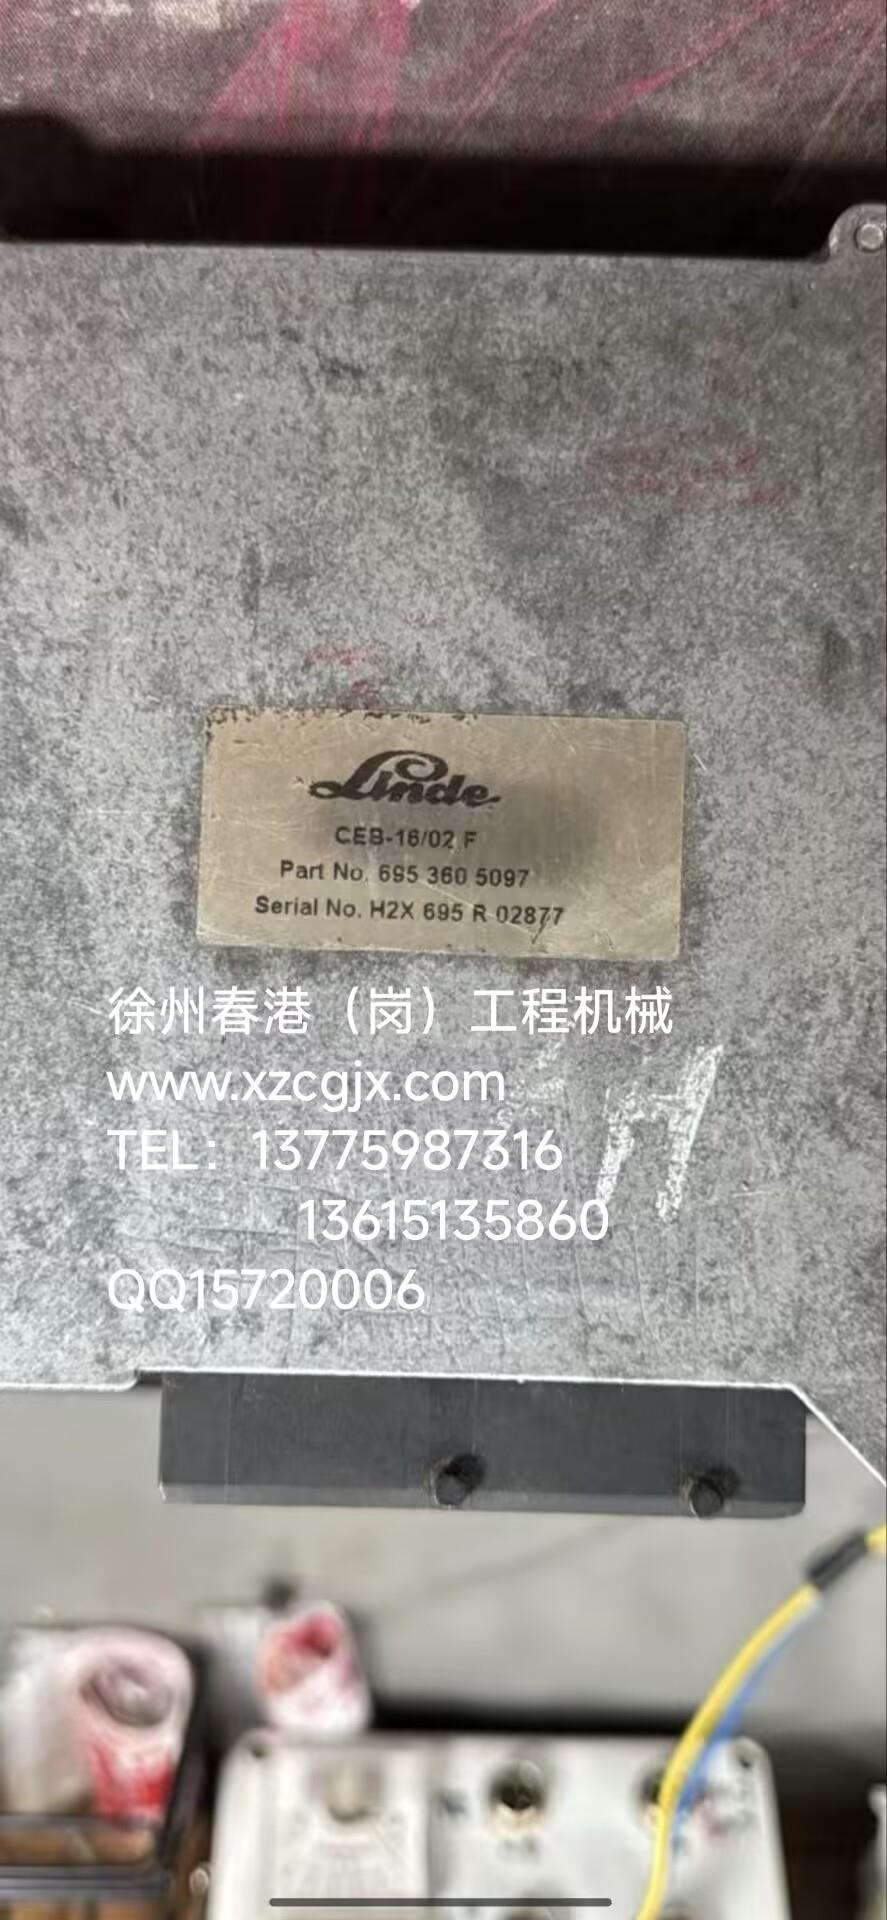 Linde
CEB-16/02 F
Part No. 695 360 5097
Serial No. H2X 695 R 02877
徐州春港（岗）工程机械
www.xzcgjx.com
TEL：13775987316
13615135860
QQ15720006
H